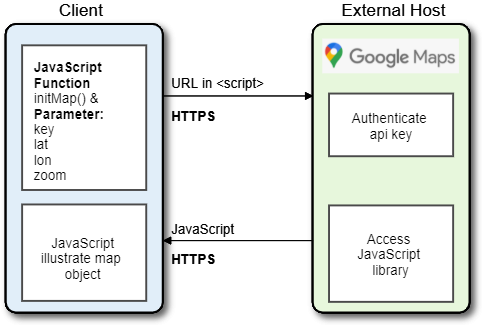 Client
External Host
JavaScript
Function
initMap() &
Parameter:
key
lat
lon
zoom
URL in <script>
HTTPS
Google Maps
Authenticate
api key
JavaScript
illustrate map
object
JavaScript
HTTPS
Access
JavaScript
library